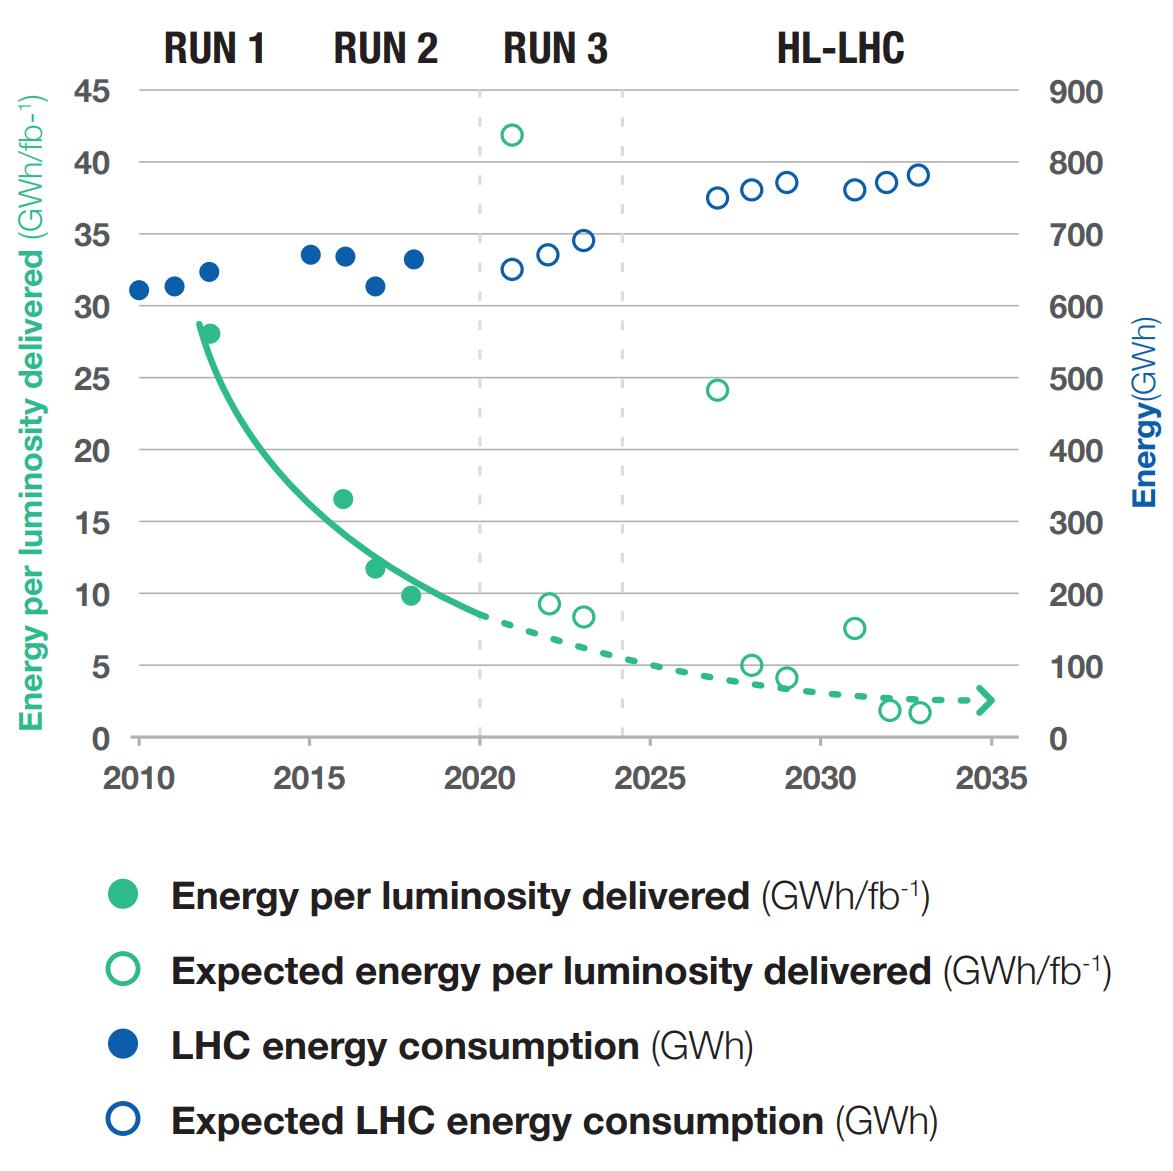 RUN 1 RUN 2 RUN 3 HL-LHC
45 900
40 800
35 700
30 600
25 500
20 400
15 300
10 200
5 100
0 0
2010 2015 2020 2025 2030 2035
Energy per luminosity delivered (GWh/fb-¹)
Energy(GWh)
Energy per luminosity delivered (GWh/fb-¹)
Expected energy per luminosity delivered (GWh/fb-¹)
LHC energy consumption (GWh)
Expected LHC energy consumption (GWh)